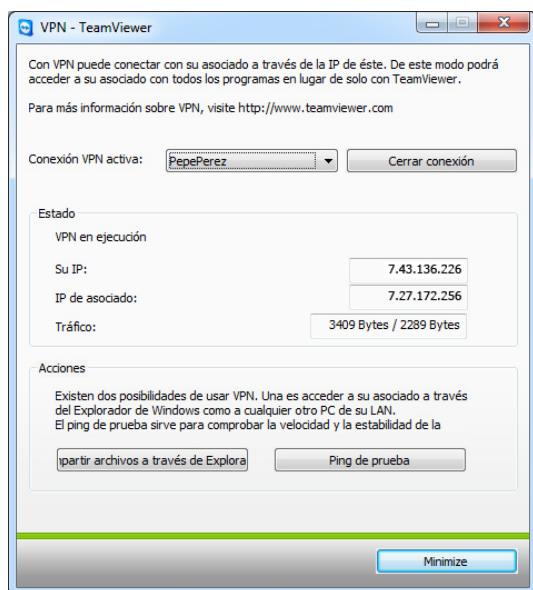 VPN - TeamViewer
Con VPN puede conectar con su asociado a través de la IP de éste. De este modo podrá
acceder a su asociado con todos los programas en lugar de solo con TeamViewer.
Para más información sobre VPN, visite http://www.teamviewer.com
Conexión VPN activa: PepePerez Cerrar conexión
Estado
VPN en ejecución
Su IP: 7.43.136.226
IP de asociado: 7.27.172.256
Tráfico: 3409 Bytes / 2289 Bytes
Acciones
Existen dos posibilidades de usar VPN. Una es acceder a su asociado a través
del Explorador de Windows como a cualquier otro PC de su LAN.
El ping de prueba sirve para comprobar la velocidad y la estabilidad de la
partir archivos a través de Explora Ping de prueba
Minimize